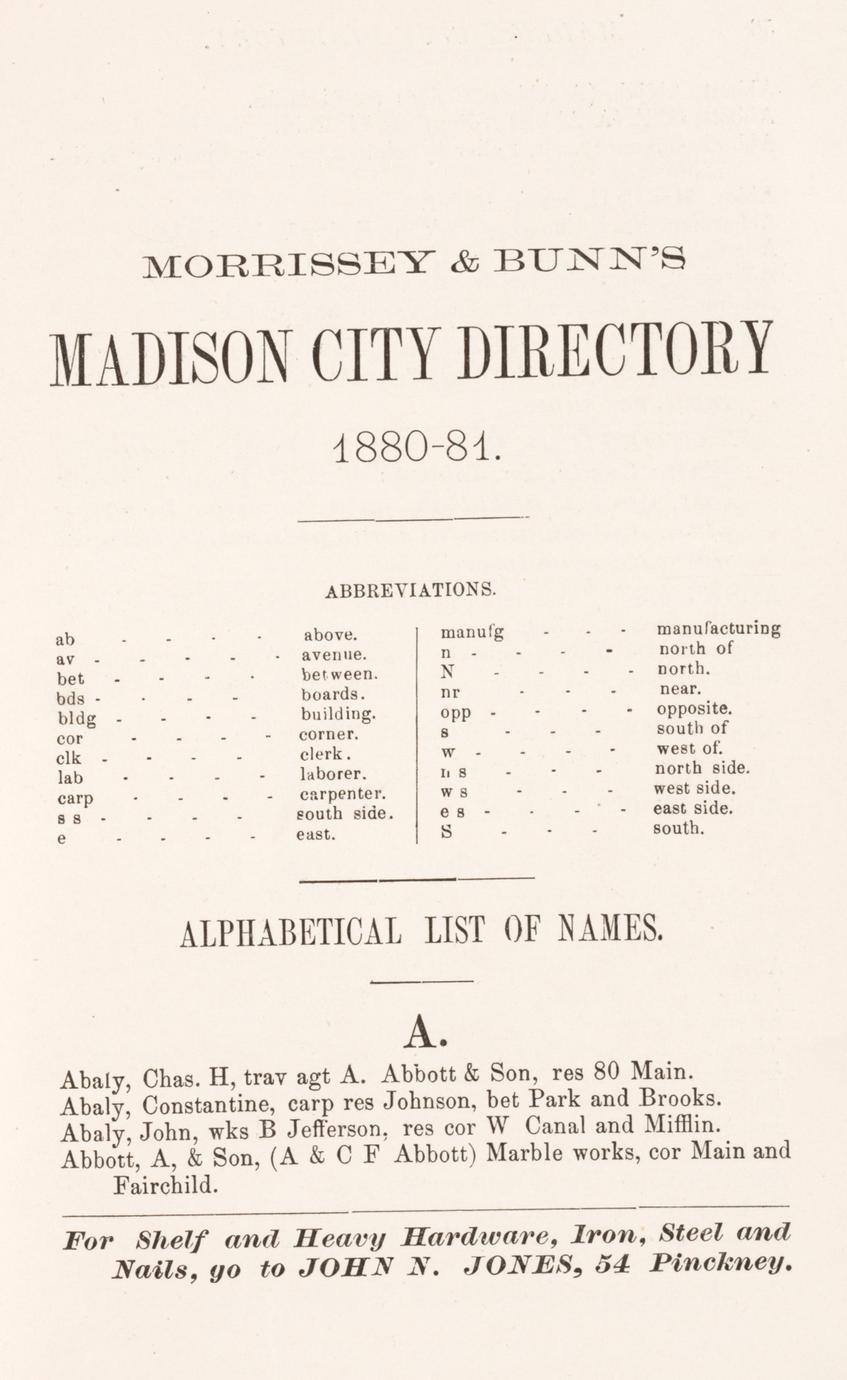 MORRISSEY & BUNN'S
MADISON CITY DIRECTORY
1880-81.
ABBREVIATIONS.
ab - - - - above.
av - - - - - avenue.
bet - - - - between.
bds - - - - boards.
bldg - - - - building.
cor - - - - corner.
clk - - - - clerk.
lab - - - - laborer.
carp - - - - carpenter.
s s - - - - south side.
e - - - - east.
manufg - - - manufacturing
n - - - - north of
N - - - - north.
nr - - - near.
opp - - - - opposite.
s - - - south of
w - - - - west of.
n s - - - north side.
w s - - - west side.
e s - - - - east side.
S - - - south.
ALPHABETICAL LIST OF NAMES.
A.
Abaly, Chas. H, trav agt A. Abbott & Son, res 80 Main.
Abaly, Constantine, carp res Johnson, bet Park and Brooks.
Abaly, John, wks B Jefferson, res cor W Canal and Mifflin.
Abbott, A, & Son, (A & C F Abbott) Marble works, cor Main and
Fairchild.
For Shelf and Heavy Hardware, Iron, Steel and
Nails, go to JOHN N. JONES, 54 Pinckney.